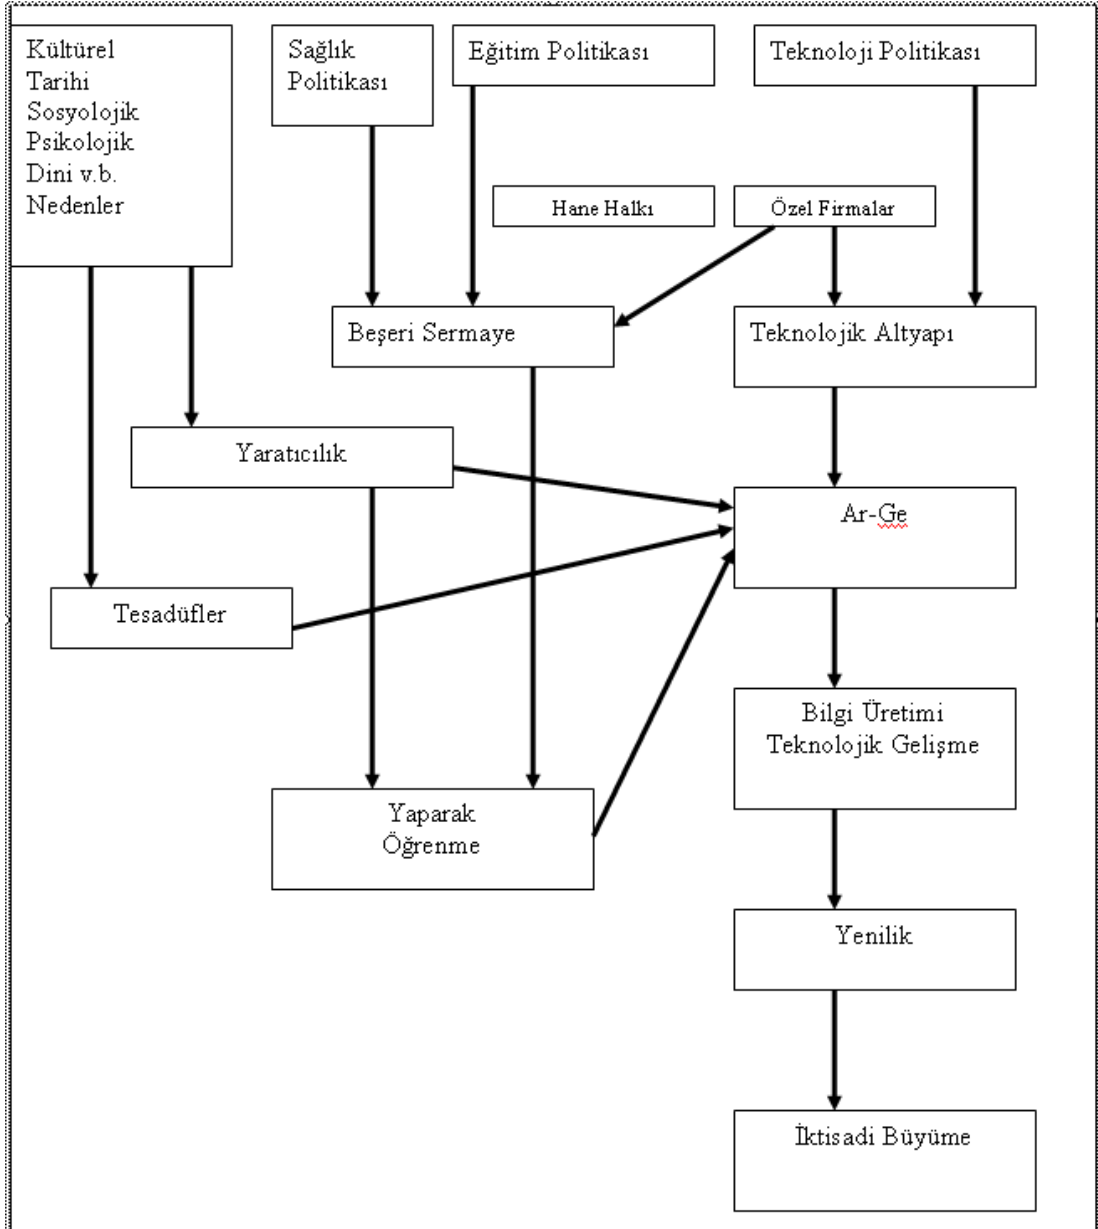 Kültürel
Tarihi
Sosyolojik
Psikolojik
Dini v.b.
Nedenler
Sağlık
Politikası
Eğitim Politikası
Teknoloji Politikası
Hane Halkı
Özel Firmalar
Beşeri Sermaye
Teknolojik Altyapı
Yaratıcılık
Ar-Ge
Tesadüfler
Bilgi Üretimi
Teknolojik Gelişme
Yaparak
Öğrenme
Yenilik
İktisadi Büyüme